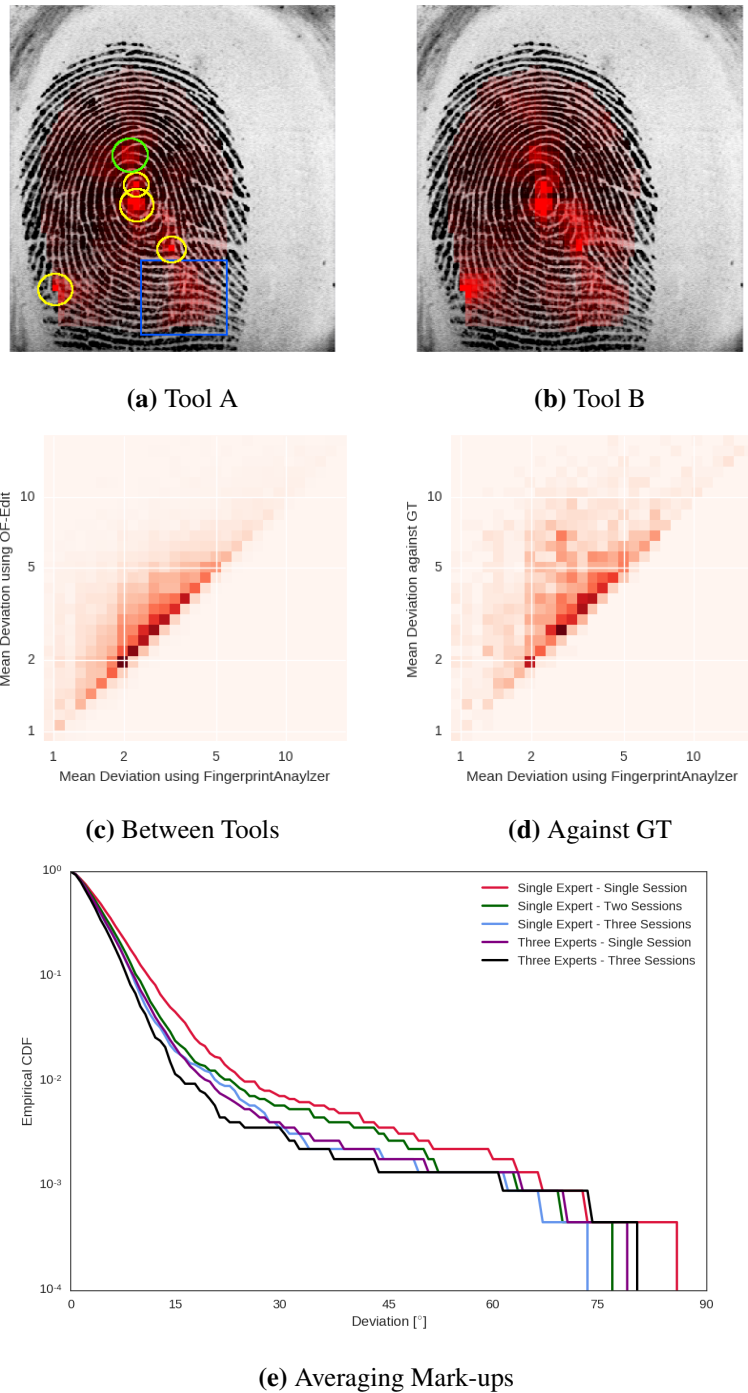 (a) Tool A
(b) Tool B
Mean Deviation using OF-Edit
10
5
2
1
1 2 5 10
Mean Deviation using FingerprintAnaylzer
Mean Deviation against GT
10
5
2
1
1 2 5 10
Mean Deviation using FingerprintAnaylzer
(c) Between Tools
(d) Against GT
Empirical CDF
10⁰
10⁻¹
10⁻²
10⁻³
10⁻⁴
Single Expert - Single Session
Single Expert - Two Sessions
Single Expert - Three Sessions
Three Experts - Single Session
Three Experts - Three Sessions
0 15 30 45 60 75 90
Deviation [°]
(e) Averaging Mark-ups